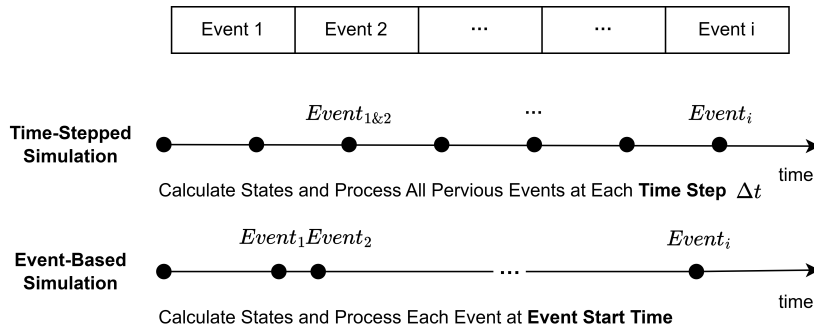 Event 1 Event 2 ... ... Event i
Event₁&₂ ... Eventᵢ
Time-Stepped
Simulation
time
Calculate States and Process All Pervious Events at Each Time Step Δt
Event₁Event₂ Eventᵢ
Event-Based
Simulation
...
time
Calculate States and Process Each Event at Event Start Time